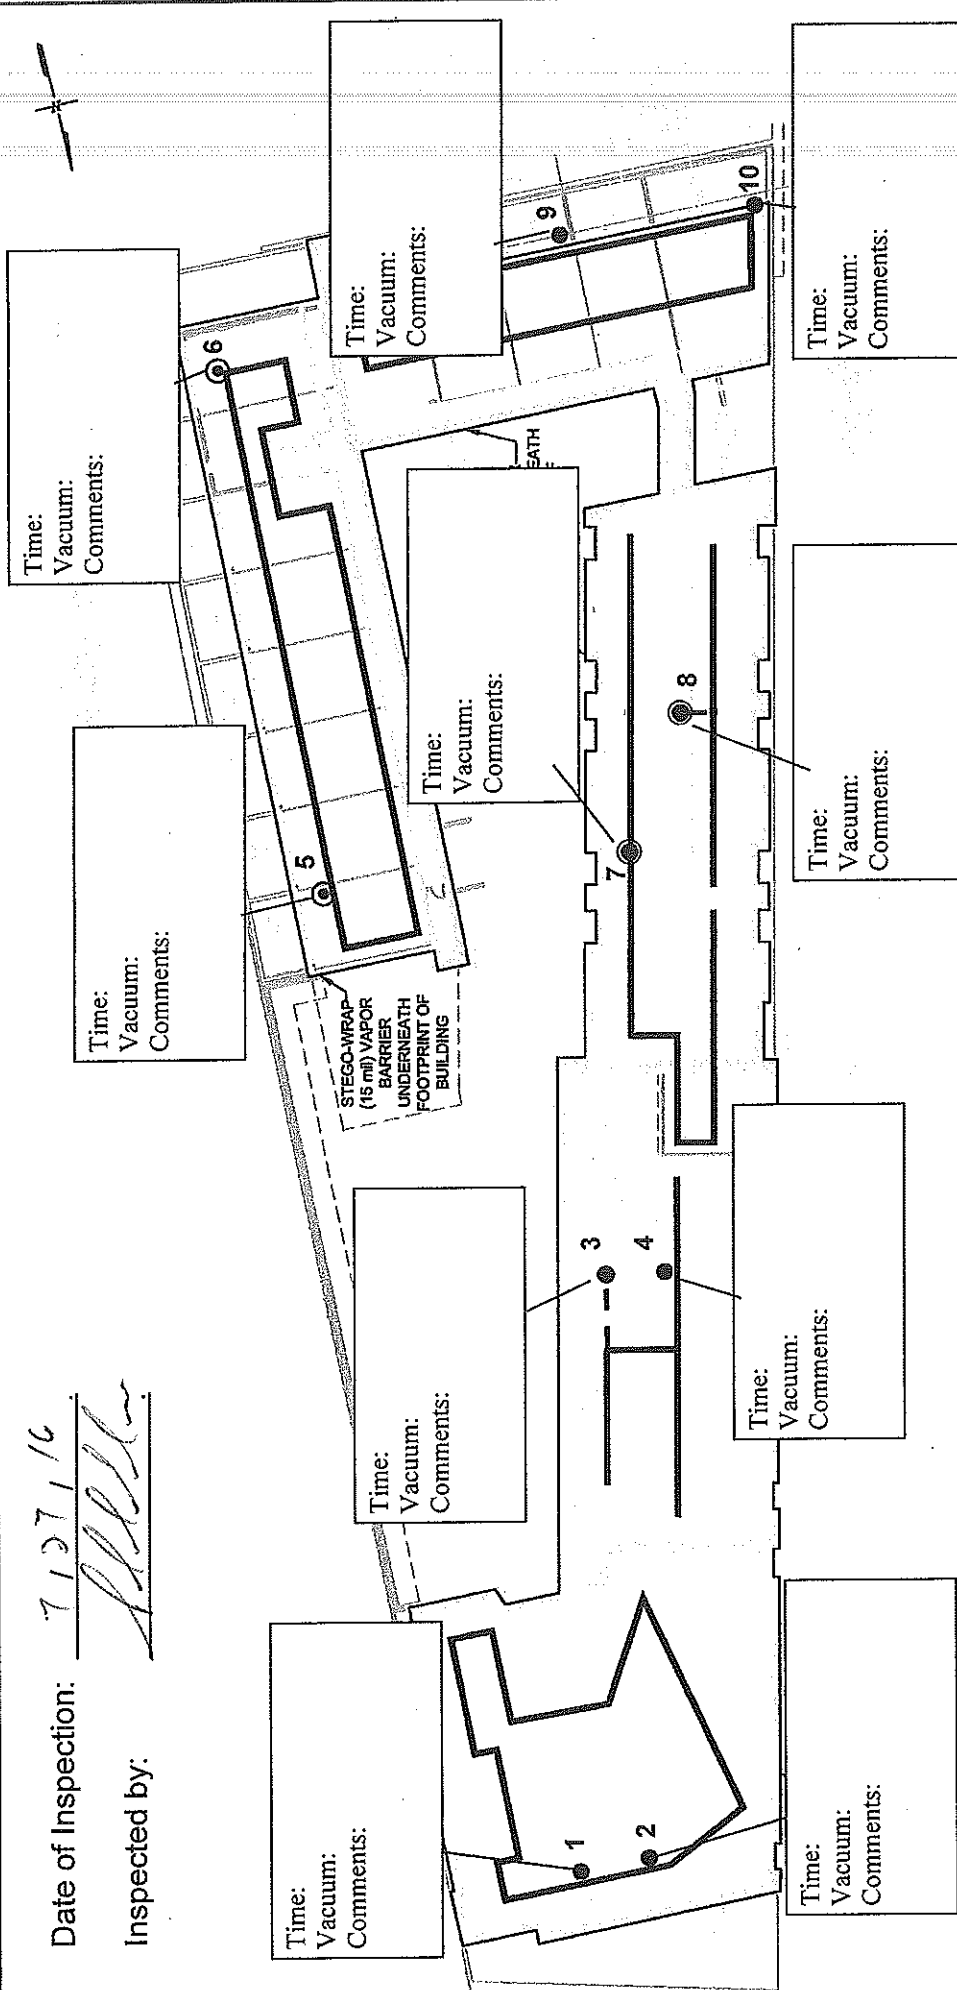 Date of Inspection: 7/27/16
Inspected by:
Time:
Vacuum:
Comments:
1
Time:
Vacuum:
Comments:
2
Time:
Vacuum:
Comments:
3
Time:
Vacuum:
Comments:
4
Time:
Vacuum:
Comments:
5
STEGO-WRAP
(15 mil) VAPOR
BARRIER
UNDERNEATH
FOOTPRINT OF
BUILDING
Time:
Vacuum:
Comments:
6
Time:
Vacuum:
Comments:
7
EATH
Time:
Vacuum:
Comments:
8
Time:
Vacuum:
Comments:
9
Time:
Vacuum:
Comments:
10